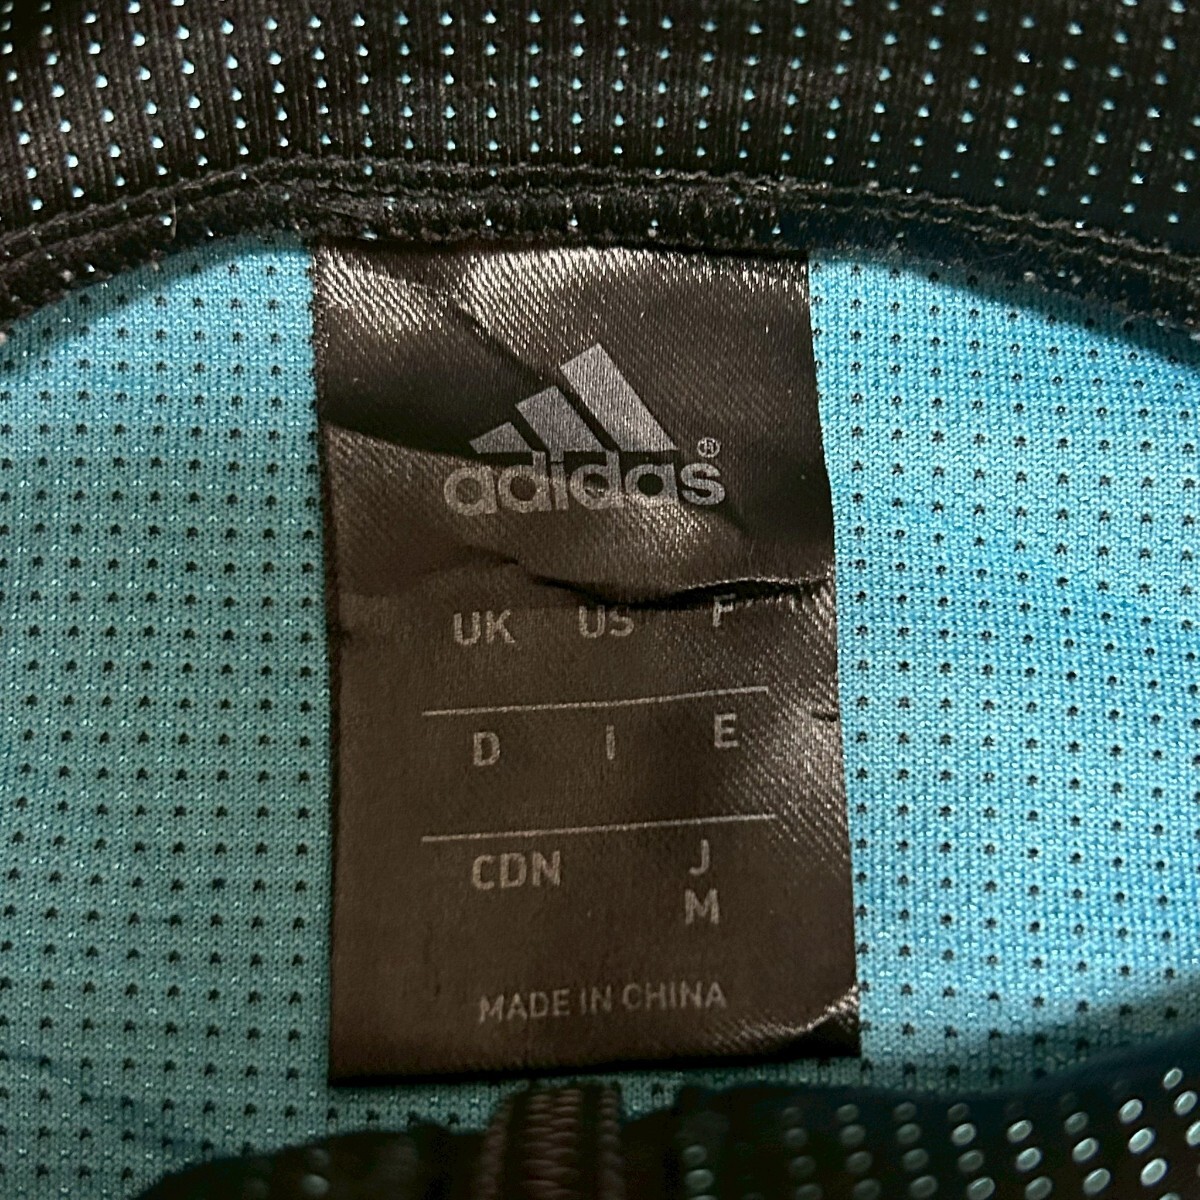 adidas®
UK US F
D I E
CDN J
M
MADE IN CHINA